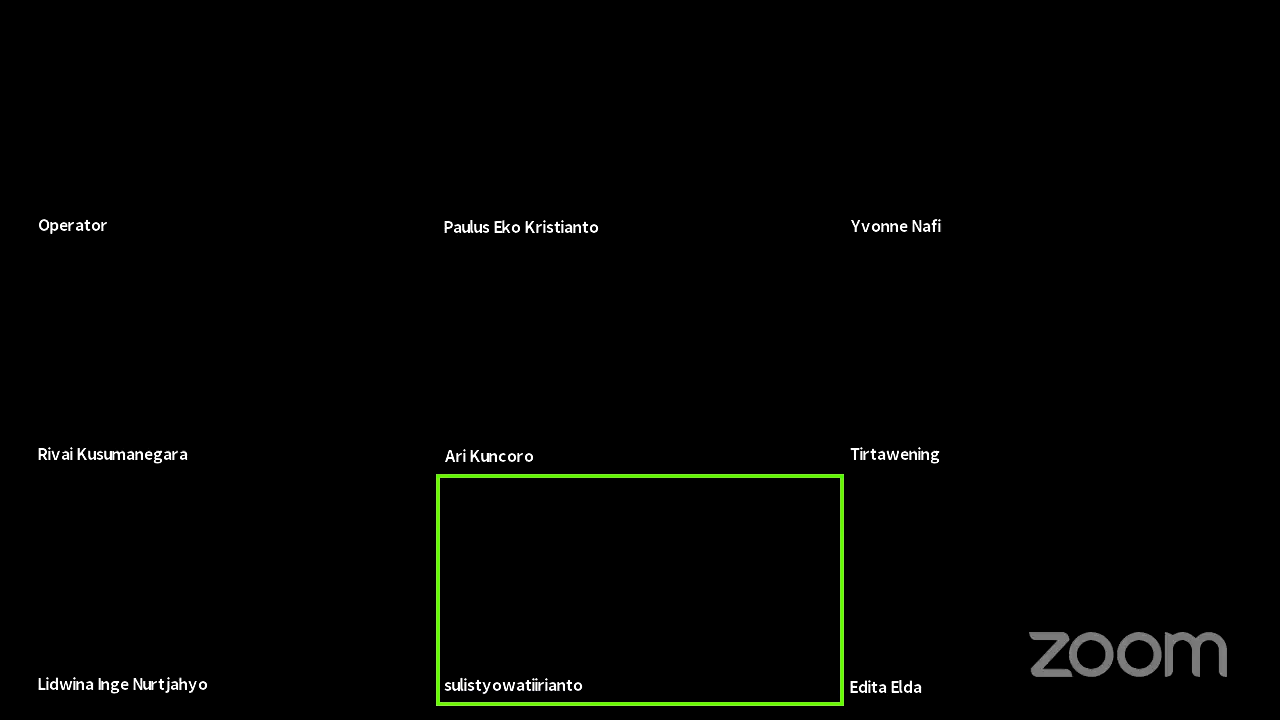 Operator
Paulus Eko Kristianto
Yvonne Nafi
Rivai Kusumanegara
Ari Kuncoro
Tirtawening
Lidwina Inge Nurtjahyo
sulistyowatiirianto
Edita Elda
zoom